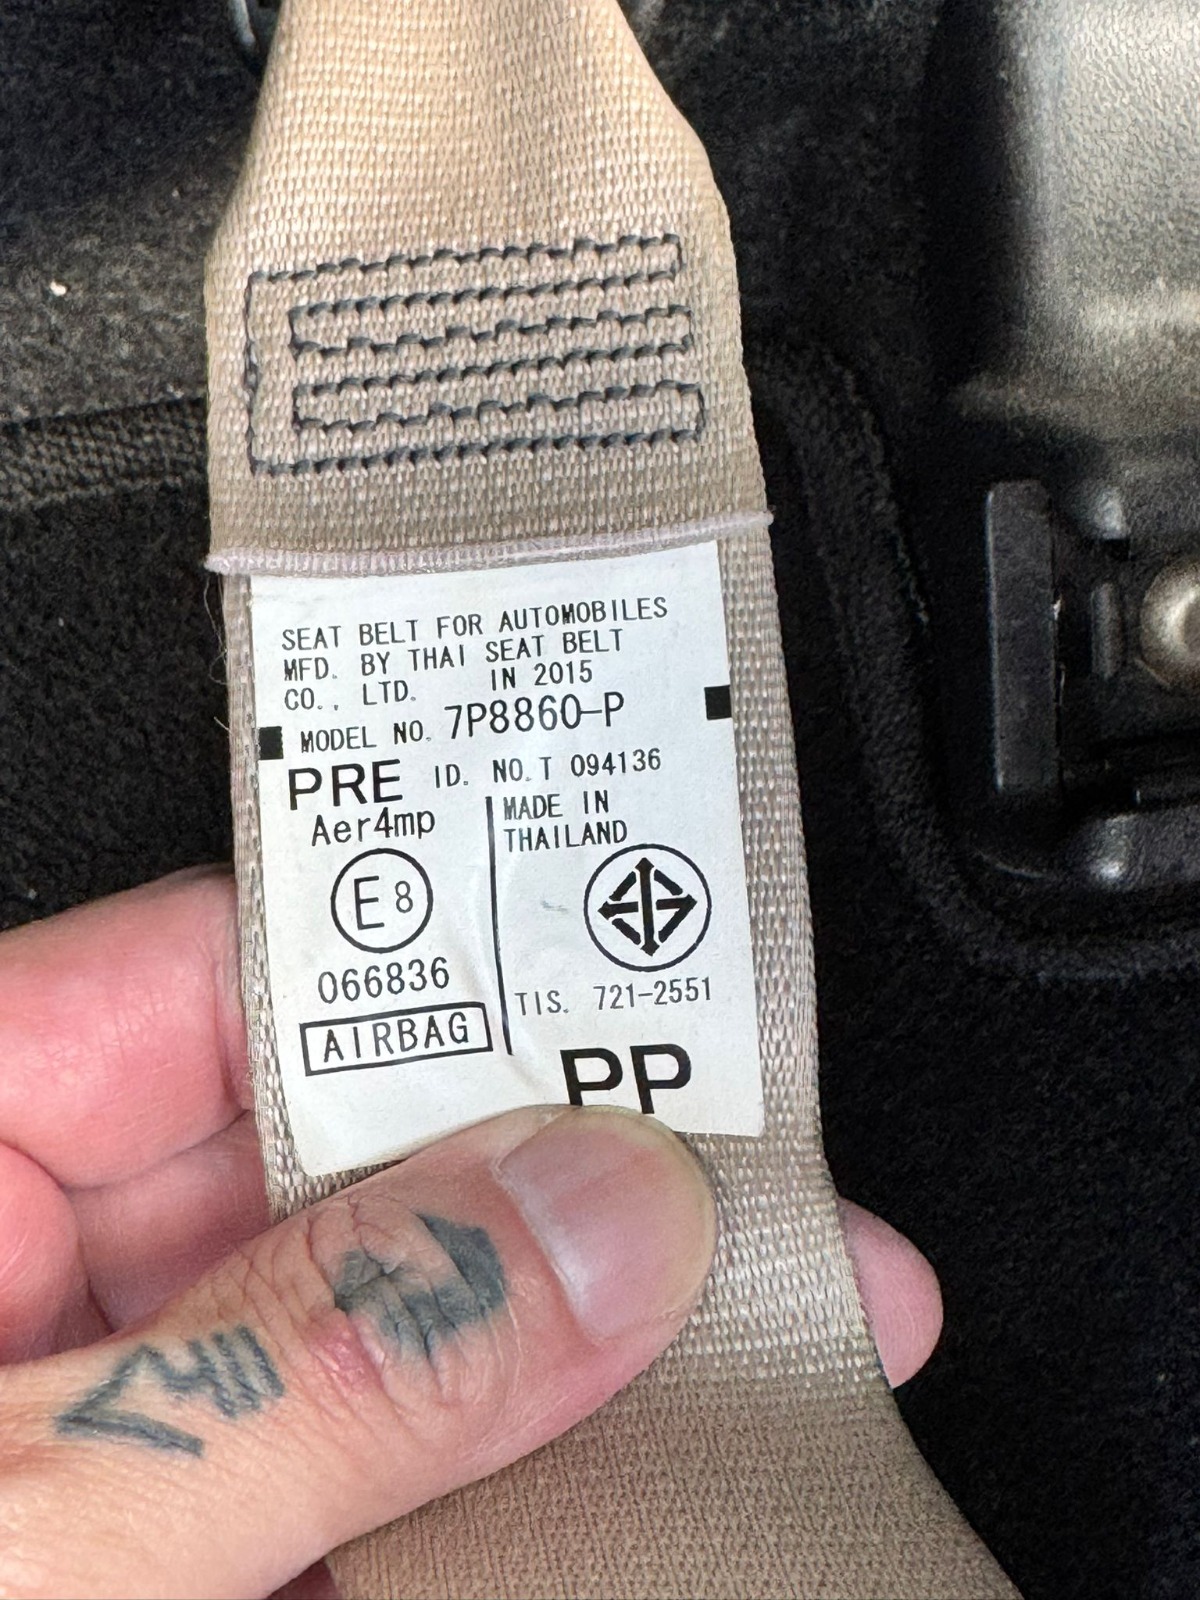 SEAT BELT FOR AUTOMOBILES
MFD. BY THAI SEAT BELT
CO., LTD. IN 2015
MODEL NO. 7P8860-P
PRE ID. NO. T 094136
Aer4mp
MADE IN
THAILAND
E8
066836
TIS. 721-2551
AIRBAG
PP